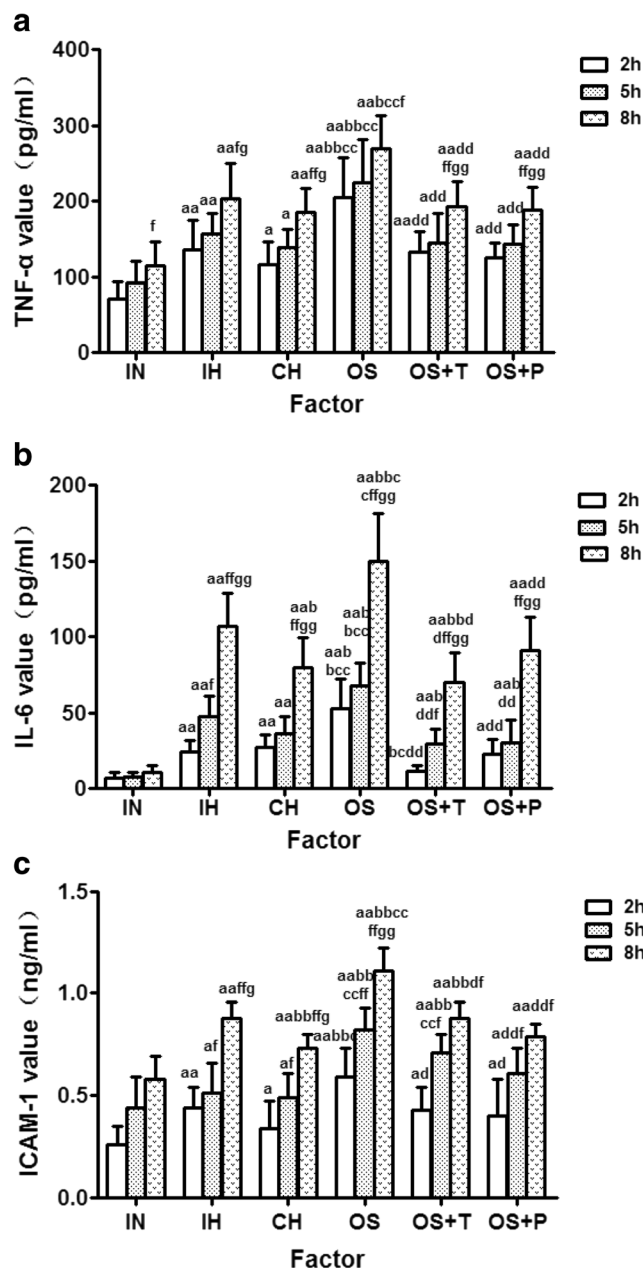 a
TNF-α value（pg/ml）
400
300
200
100
0
f
aa
aa
aafg
a
a
aaffg
aabbcc
aabbcc
aabccf
aadd
add
aadd
ffgg
add
add
aadd
ffgg
IN
IH
CH
OS
OS+T
OS+P
Factor
2h
5h
8h
b
IL-6 value（pg/ml）
200
150
100
50
0
aa
aaf
aaffgg
aa
aa
aab
ffgg
aab
bcc
aab
bcc
aabbc
cffgg
bcdd
aab
ddf
aabbd
dffgg
add
aab
dd
aadd
ffgg
IN
IH
CH
OS
OS+T
OS+P
Factor
2h
5h
8h
c
ICAM-1 value（ng/ml）
1.5
1.0
0.5
0.0
aa
af
aaffg
a
af
aabbffg
aabb
ccff
aabbcc
ffgg
ad
aabb
ccf
aabbdf
ad
addf
aaddf
IN
IH
CH
OS
OS+T
OS+P
Factor
2h
5h
8h